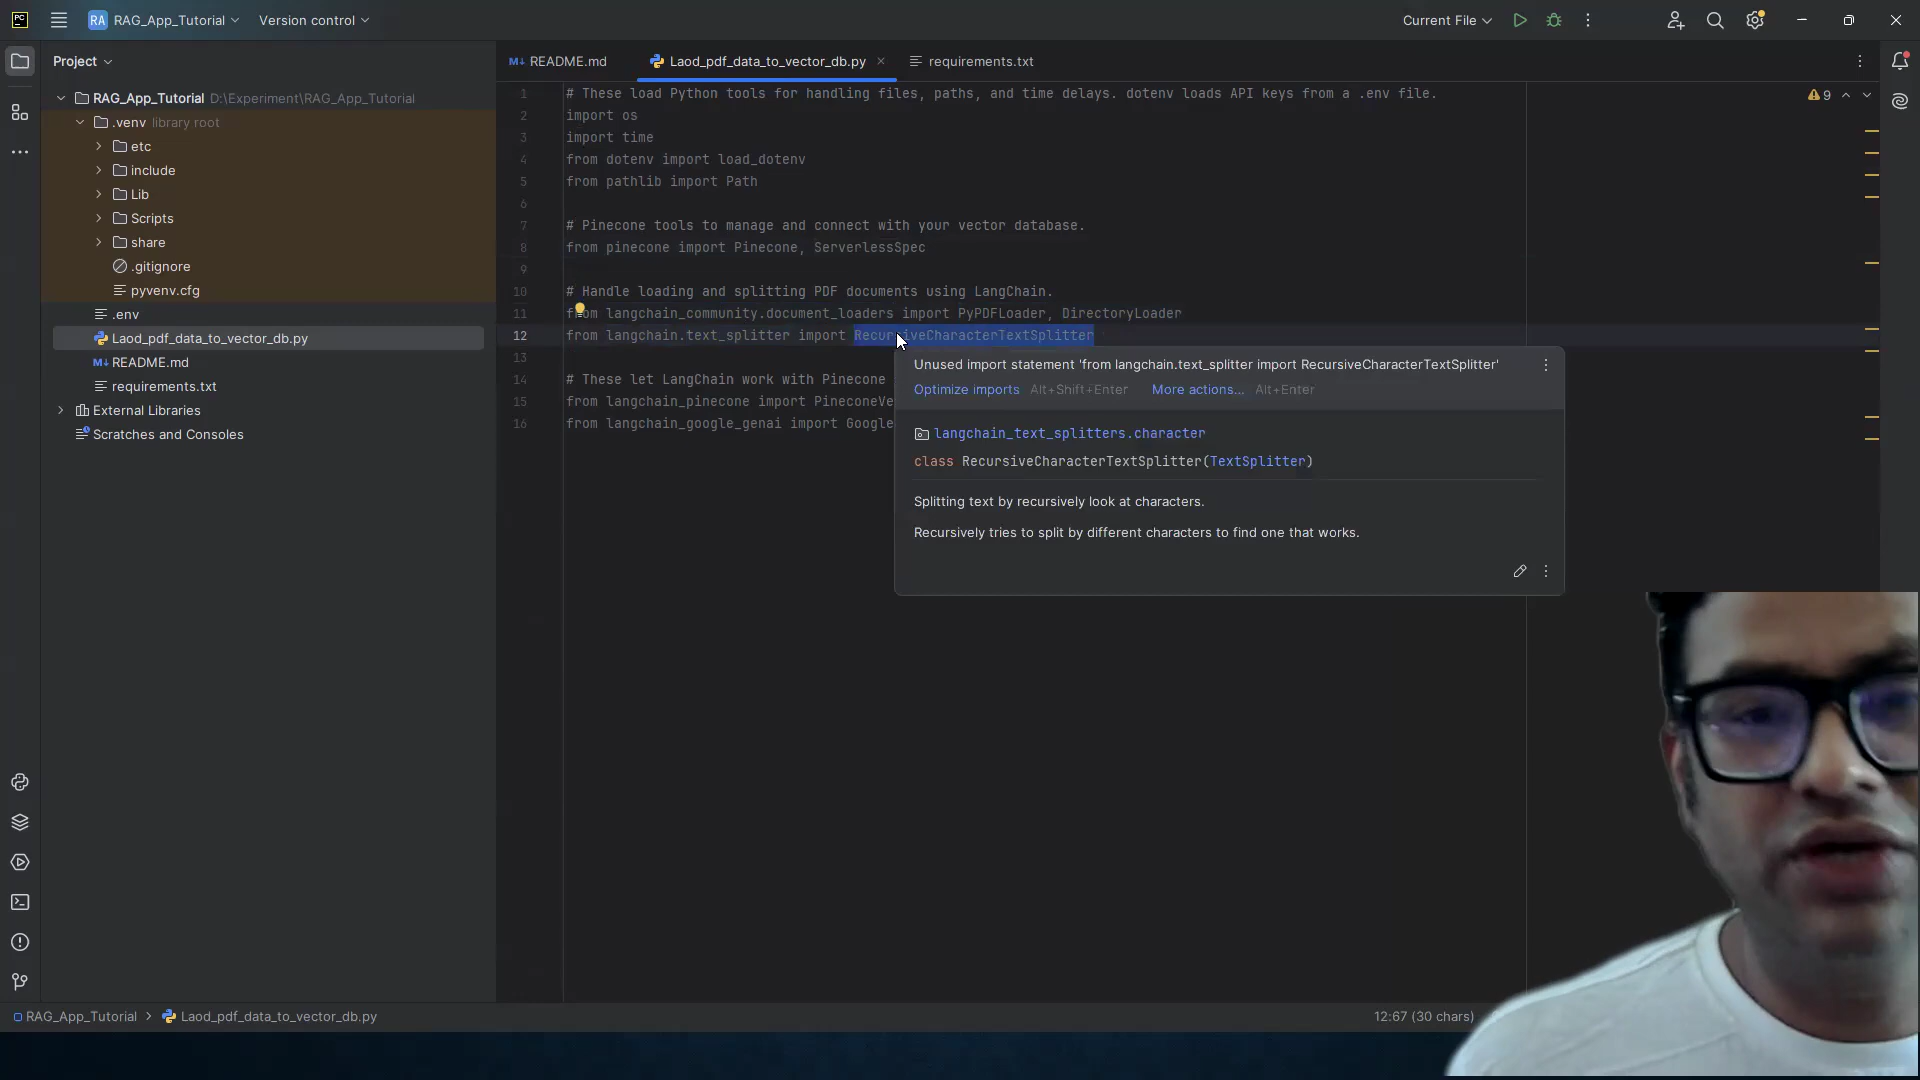 PC
RA RAG_App_Tutorial
Version control
Current File
Project
README.md
Laod_pdf_data_to_vector_db.py
requirements.txt
RAG_App_Tutorial D:\Experiment\RAG_App_Tutorial
.venv library root
etc
include
Lib
Scripts
share
.gitignore
pyvenv.cfg
.env
Laod_pdf_data_to_vector_db.py
README.md
requirements.txt
External Libraries
Scratches and Consoles
1 # These load Python tools for handling files, paths, and time delays. dotenv loads API keys from a .env file.
2 import os
3 import time
4 from dotenv import load_dotenv
5 from pathlib import Path
6
7 # Pinecone tools to manage and connect with your vector database.
8 from pinecone import Pinecone, ServerlessSpec
9
10 # Handle loading and splitting PDF documents using LangChain.
11 from langchain_community.document_loaders import PyPDFLoader, DirectoryLoader
12 from langchain.text_splitter import RecursiveCharacterTextSplitter
13
14 # These let LangChain work with Pinecone
15 from langchain_pinecone import PineconeVe
16 from langchain_google_genai import Google
9
Unused import statement 'from langchain.text_splitter import RecursiveCharacterTextSplitter'
Optimize imports Alt+Shift+Enter More actions... Alt+Enter
langchain_text_splitters.character
class RecursiveCharacterTextSplitter(TextSplitter)
Splitting text by recursively look at characters.
Recursively tries to split by different characters to find one that works.
RAG_App_Tutorial > Laod_pdf_data_to_vector_db.py
12:67 (30 chars)